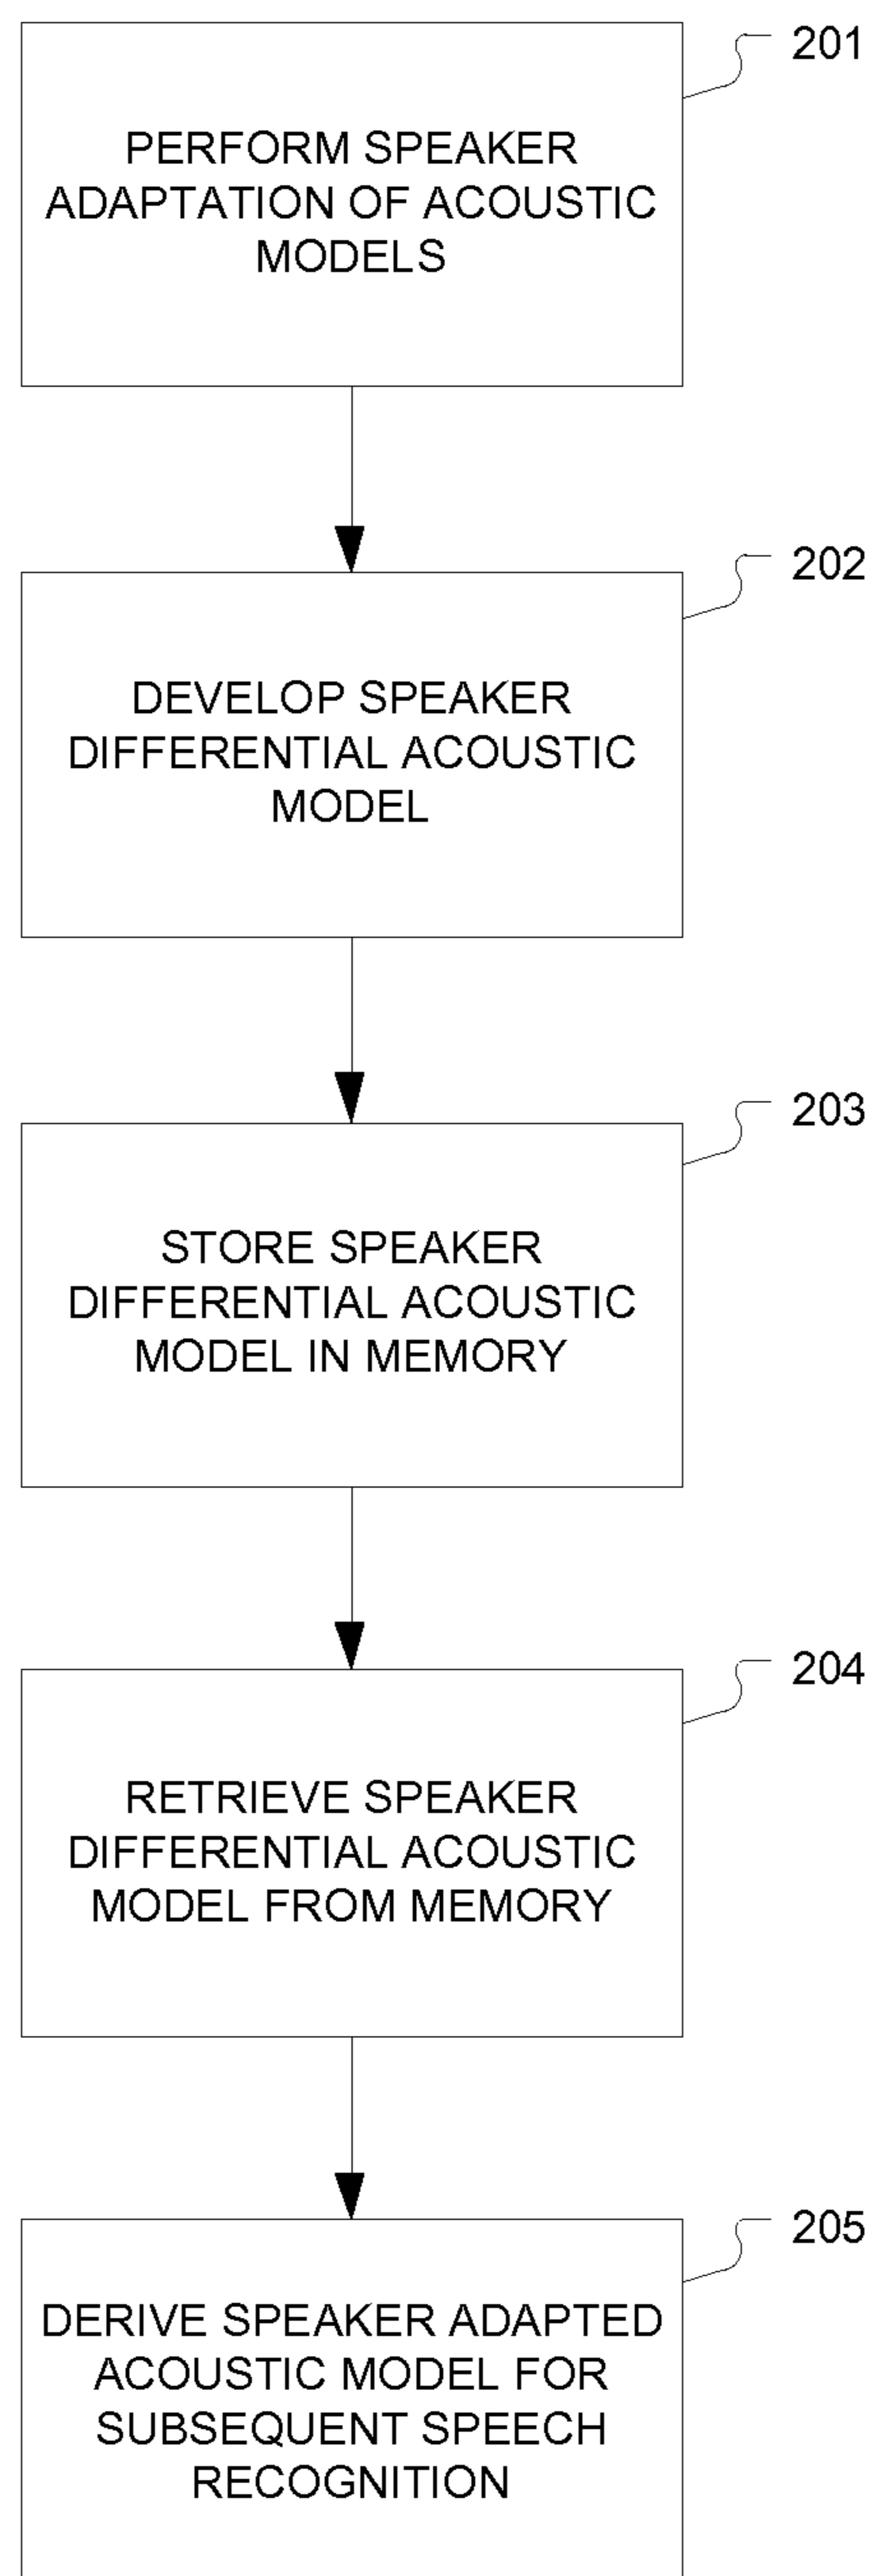 201
PERFORM SPEAKER
ADAPTATION OF ACOUSTIC
MODELS
202
DEVELOP SPEAKER
DIFFERENTIAL ACOUSTIC
MODEL
203
STORE SPEAKER
DIFFERENTIAL ACOUSTIC
MODEL IN MEMORY
204
RETRIEVE SPEAKER
DIFFERENTIAL ACOUSTIC
MODEL FROM MEMORY
205
DERIVE SPEAKER ADAPTED
ACOUSTIC MODEL FOR
SUBSEQUENT SPEECH
RECOGNITION